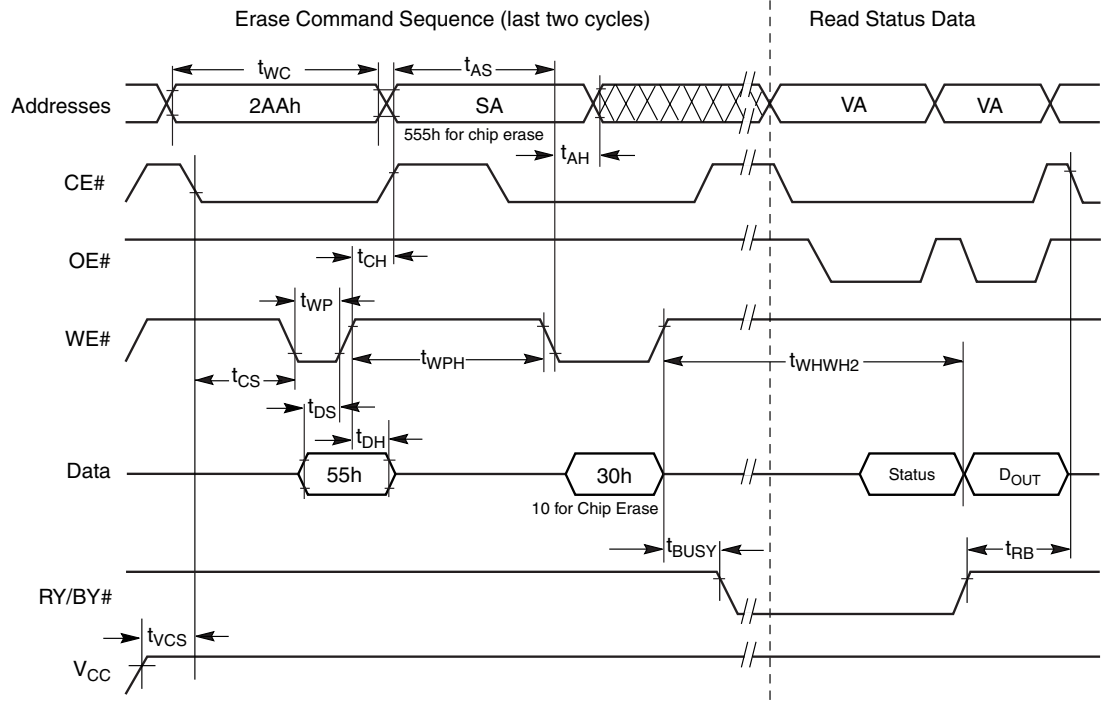 Erase Command Sequence (last two cycles)
Read Status Data
tWC
tAS
Addresses
2AAh
SA
VA
VA
555h for chip erase
tAH
CE#
OE#
tCH
tWP
WE#
tWPH
tWHWH2
tCS
tDS
tDH
Data
55h
30h
Status
DOUT
10 for Chip Erase
tBUSY
tRB
RY/BY#
tVCS
VCC